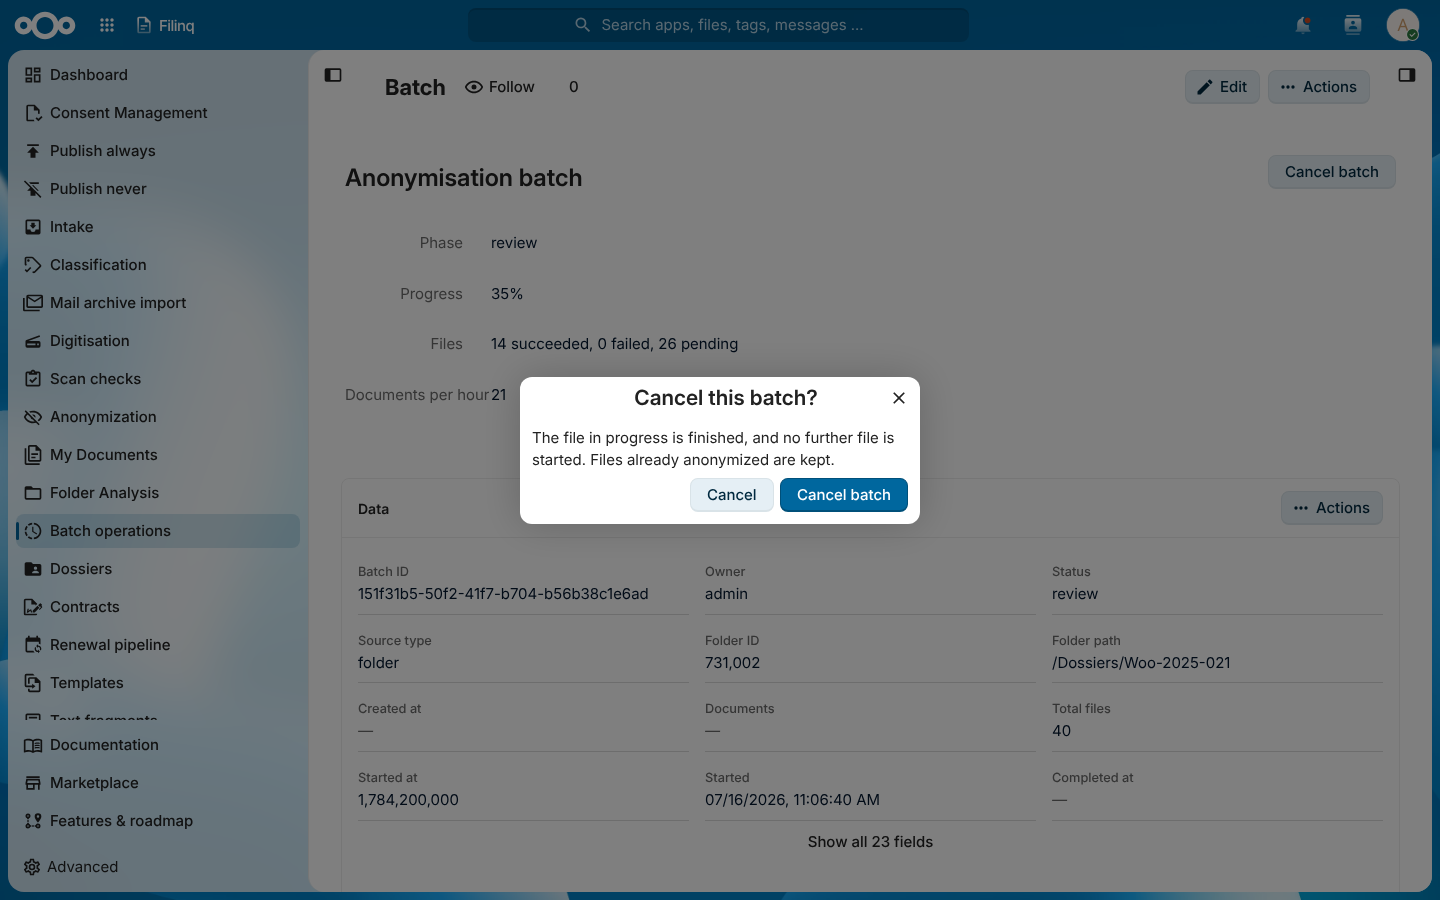 Filinq
Search apps, files, tags, messages ...
A
Dashboard
Consent Management
Publish always
Publish never
Intake
Classification
Mail archive import
Digitisation
Scan checks
Anonymization
My Documents
Folder Analysis
Batch operations
Dossiers
Contracts
Renewal pipeline
Templates
Text fragments
Documentation
Marketplace
Features & roadmap
Advanced
Batch
Follow
0
Edit
Actions
Anonymisation batch
Cancel batch
Phase review
Progress 35%
Files 14 succeeded, 0 failed, 26 pending
Documents per hour 21
Cancel this batch?
The file in progress is finished, and no further file is
started. Files already anonymized are kept.
Cancel
Cancel batch
Data
Actions
Batch ID
151f31b5-50f2-41f7-b704-b56b38c1e6ad
Owner
admin
Status
review
Source type
folder
Folder ID
731,002
Folder path
/Dossiers/Woo-2025-021
Created at
—
Documents
—
Total files
40
Started at
1,784,200,000
Started
07/16/2026, 11:06:40 AM
Completed at
—
Show all 23 fields